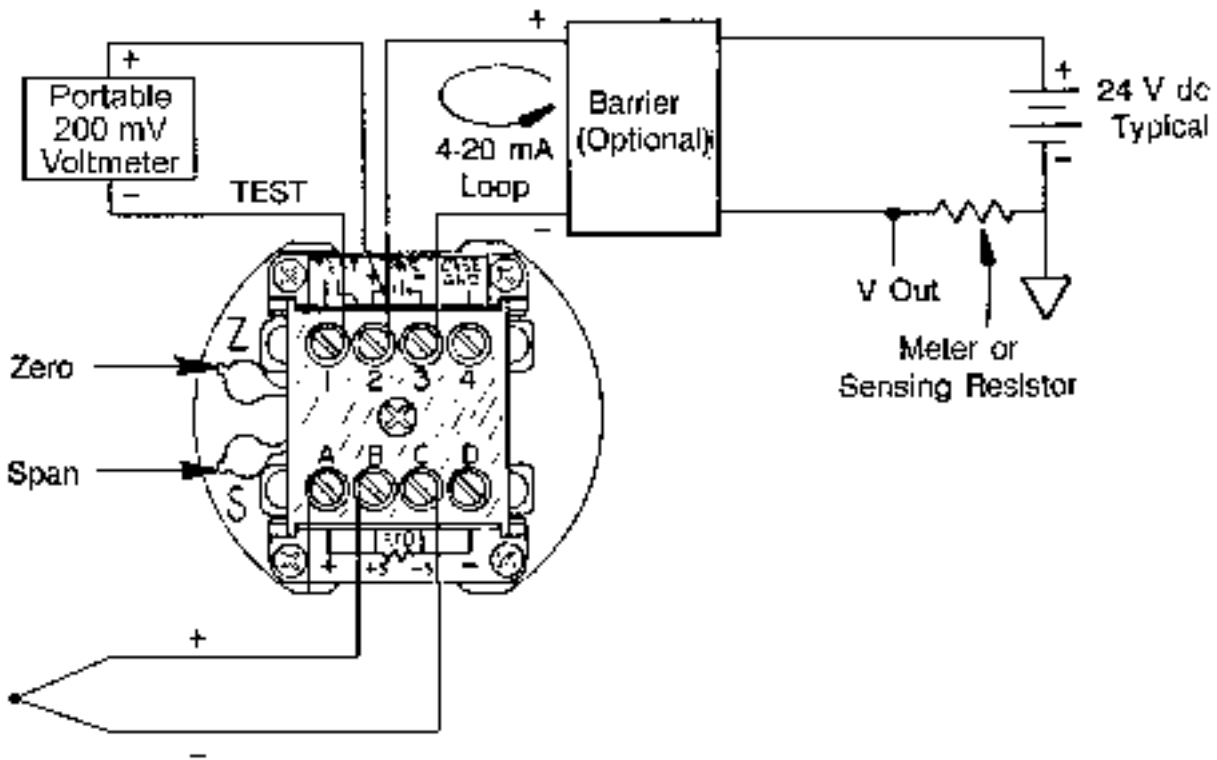 +
Portable
200 mV
Voltmeter
−
TEST
+
4-20 mA
Loop
−
Barrier
(Optional)
+
24 V dc
Typical
−
V Out
Meter or
Sensing Resistor
Zero
Z
1 2 3 4
Span
S
A B C D
+ +S −S −
+
−